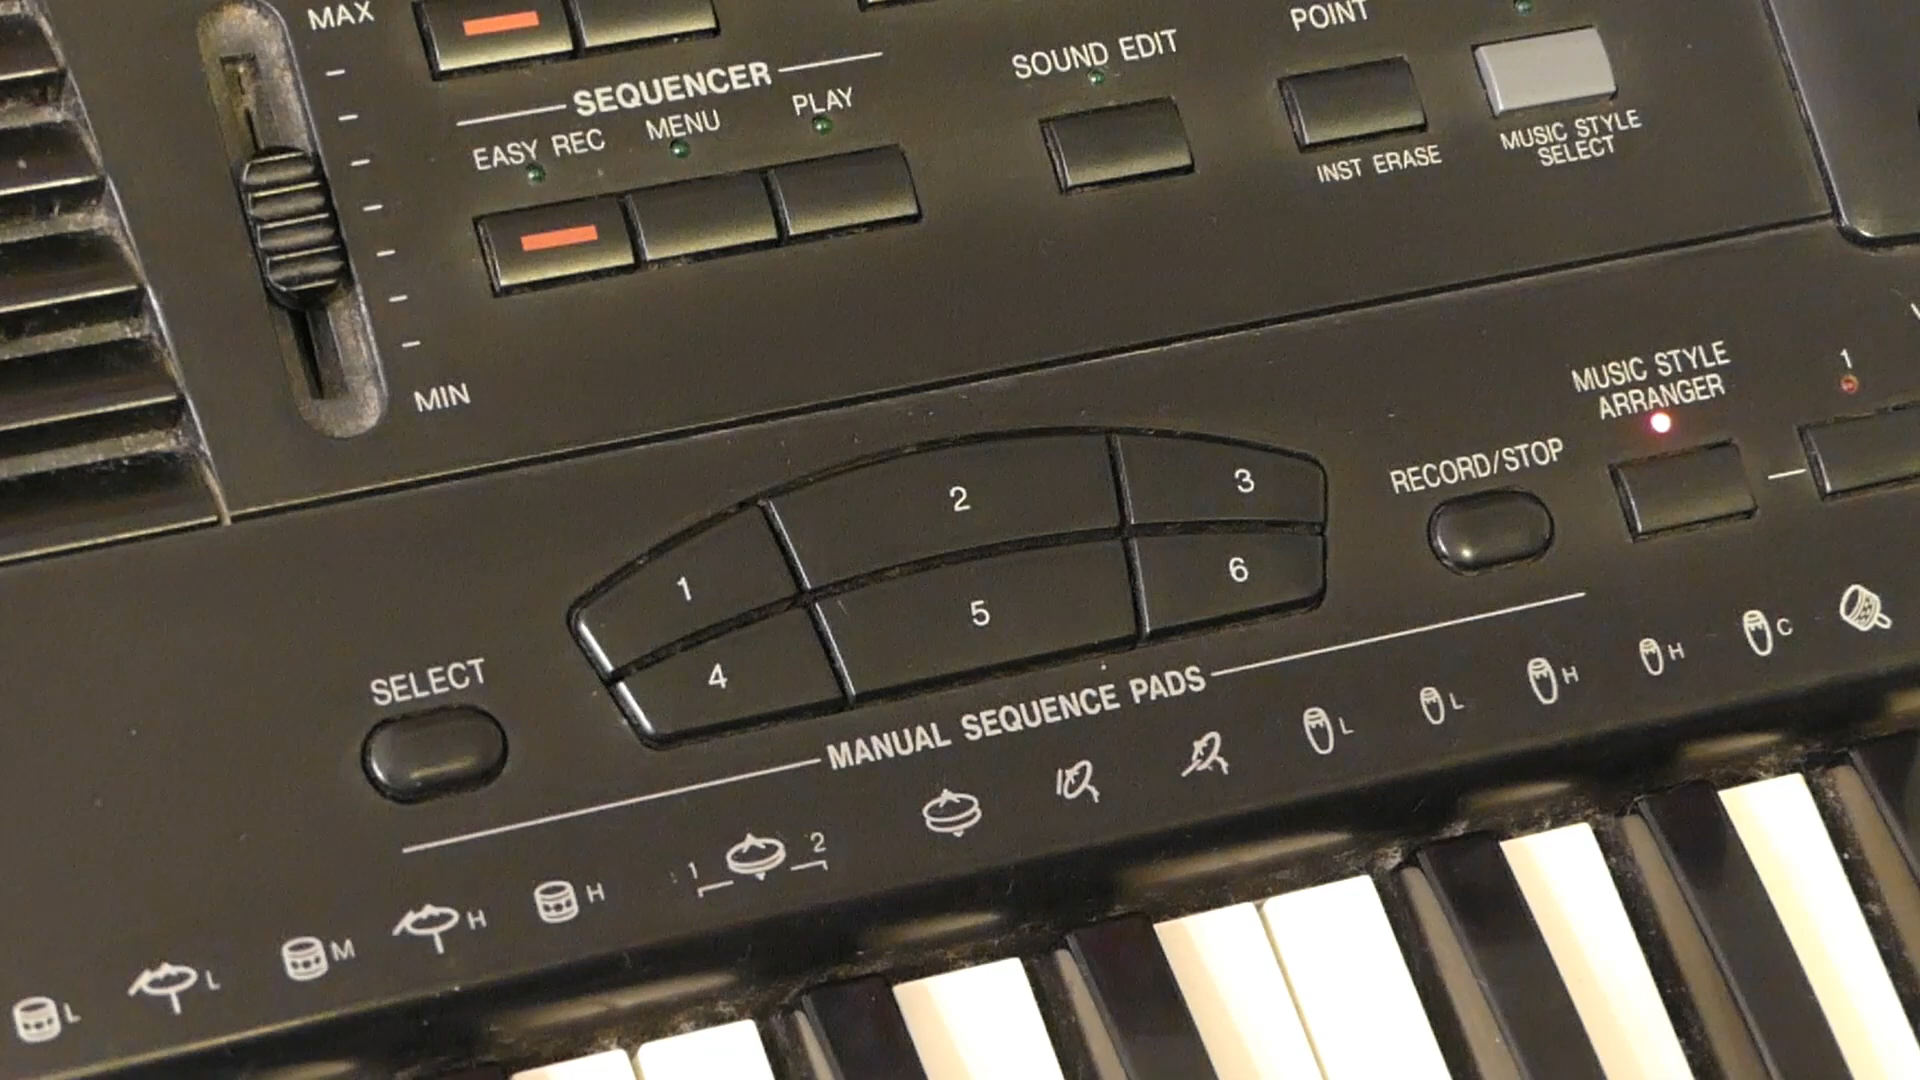 MAX
SEQUENCER
EASY REC
MENU
PLAY
SOUND EDIT
POINT
INST ERASE
MUSIC STYLE
SELECT
MIN
MUSIC STYLE
ARRANGER
1
RECORD/STOP
1
2
3
4
5
6
SELECT
MANUAL SEQUENCE PADS
L
L
M
H
H
1
2
L
L
H
H
C